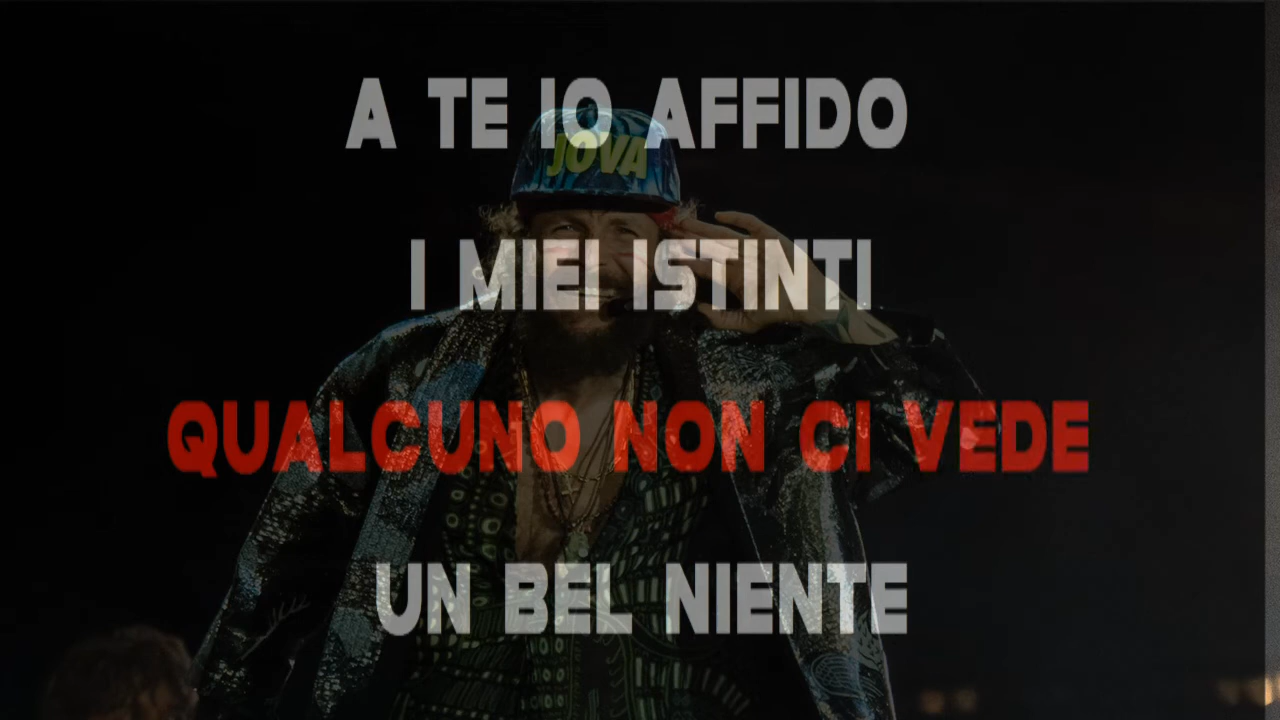 A TE IO AFFIDO
JOVA
I MIEI ISTINTI
QUALCUNO NON CI VEDE
UN BEL NIENTE